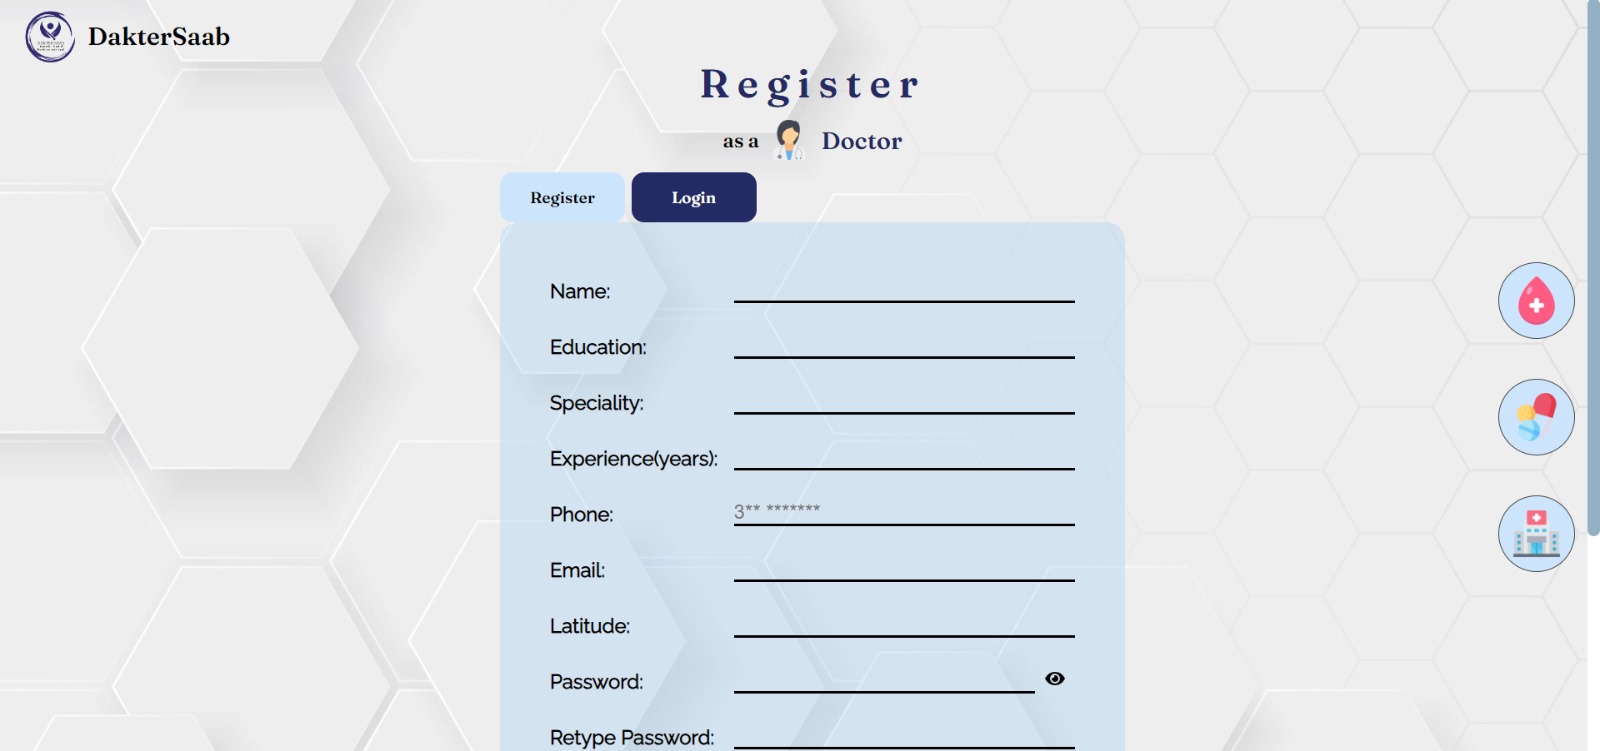 DakterSaab
Register
as a Doctor
Register Login
Name:
Education:
Speciality:
Experience(years):
Phone: 3** *******
Email:
Latitude:
Password:
Retype Password: